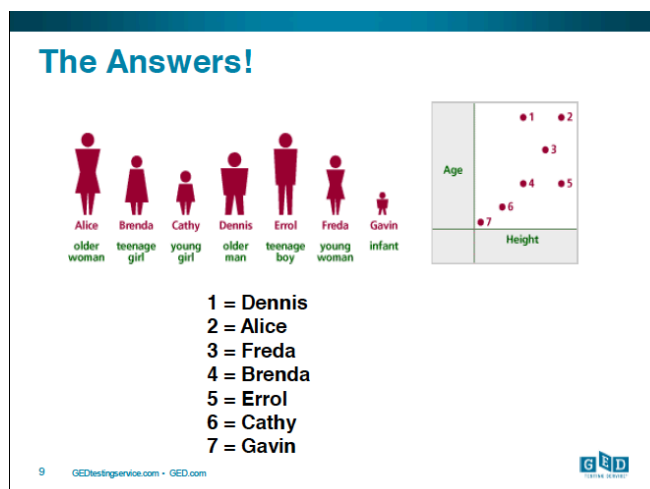 The Answers!
Alice Brenda Cathy Dennis Errol Freda Gavin
older woman teenage girl young girl older man teenage boy young woman infant
Age
1 2
3
4 5
6
7
Height
1 = Dennis
2 = Alice
3 = Freda
4 = Brenda
5 = Errol
6 = Cathy
7 = Gavin
9 GEDtestingservice.com • GED.com
GED
TESTING SERVICE